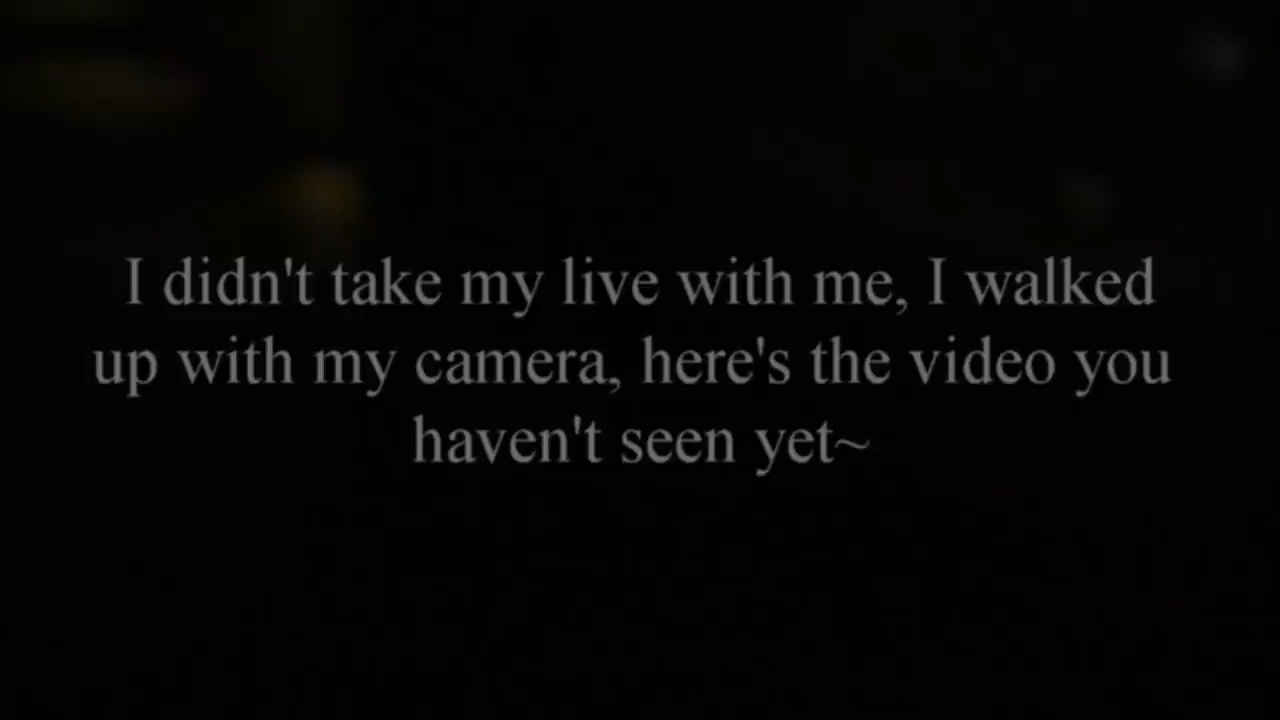 I didn't take my live with me, I walked
up with my camera, here's the video you
haven't seen yet~